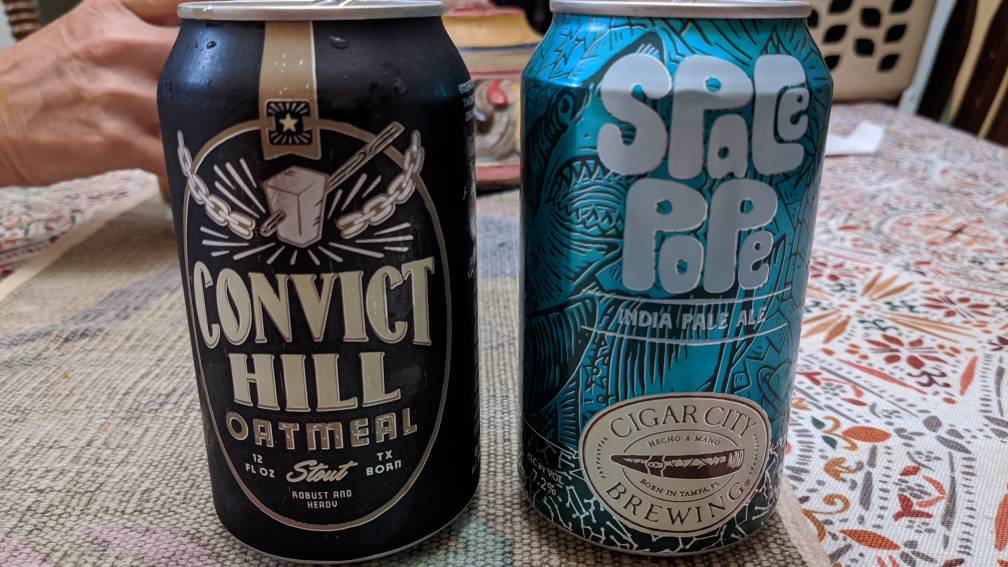 CONVICT
HILL
OATMEAL
12
FL OZ
Stout
TX
BORN
ROBUST AND
HEADY
SPaCe
PoPe
INDIA PALE ALE
CIGAR CITY
HECHO A MANO
BORN IN TAMPA, FL
BREWING
ALC BY VOL
7.2%